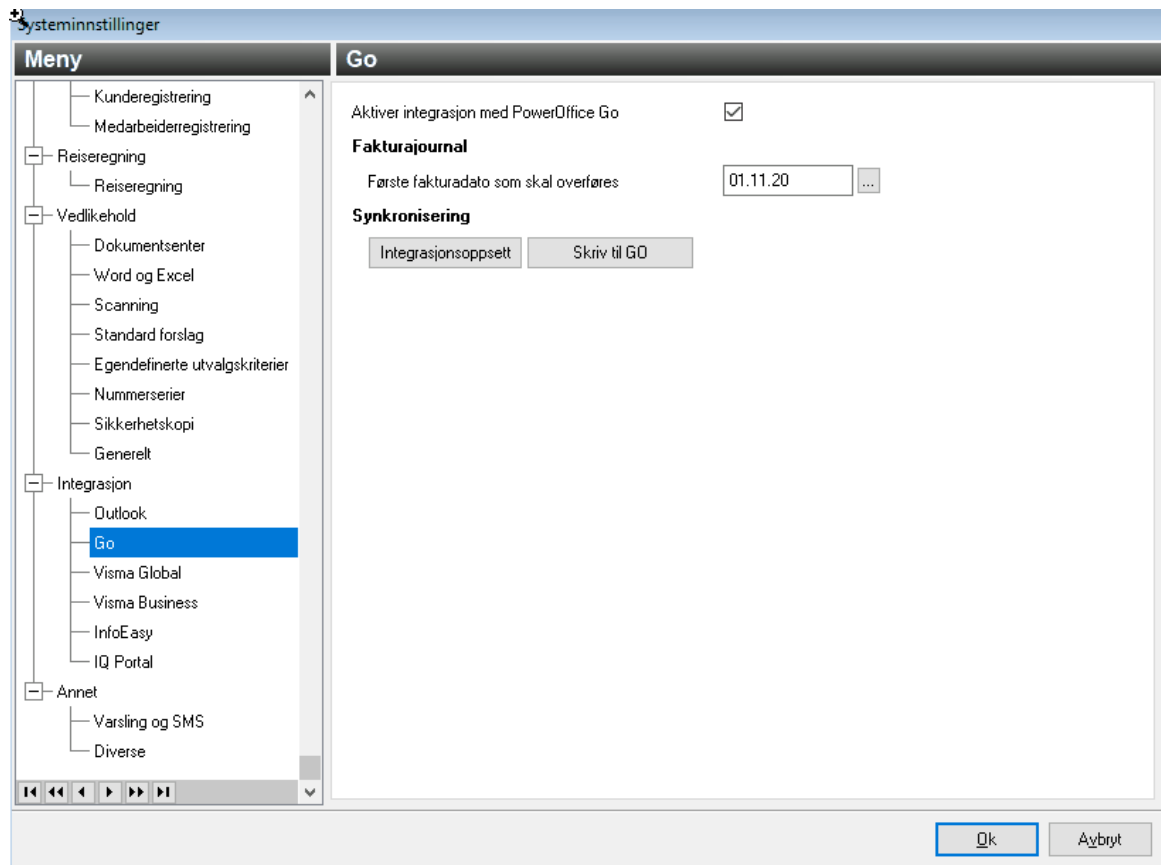 Systeminnstillinger
Meny
Kunderegistrering
Medarbeiderregistrering
Reiseregning
Reiseregning
Vedlikehold
Dokumentsenter
Word og Excel
Scanning
Standard forslag
Egendefinerte utvalgskriterier
Nummerserier
Sikkerhetskopi
Generelt
Integrasjon
Outlook
Go
Visma Global
Visma Business
InfoEasy
IQ Portal
Annet
Varsling og SMS
Diverse
Go
Aktiver integrasjon med PowerOffice Go
Fakturajournal
Første fakturadato som skal overføres 01.11.20 ...
Synkronisering
Integrasjonsoppsett Skriv til GO
Ok Avbryt